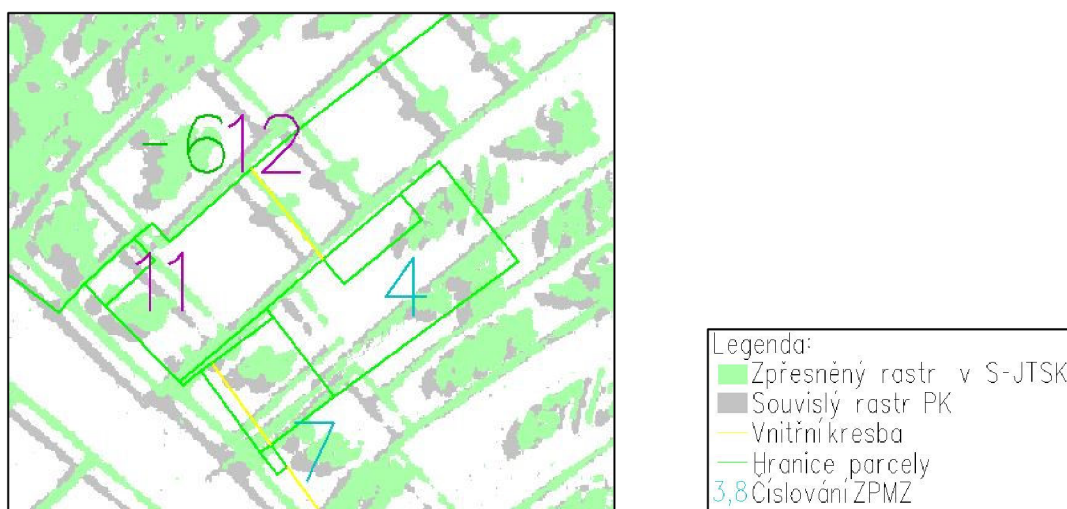 -612
11
4
7
Legenda:
Zpřesněný rastr v S-JTSK
Souvislý rastr PK
Vnitřní kresba
Hranice parcely
3,8 Číslování ZPMZ